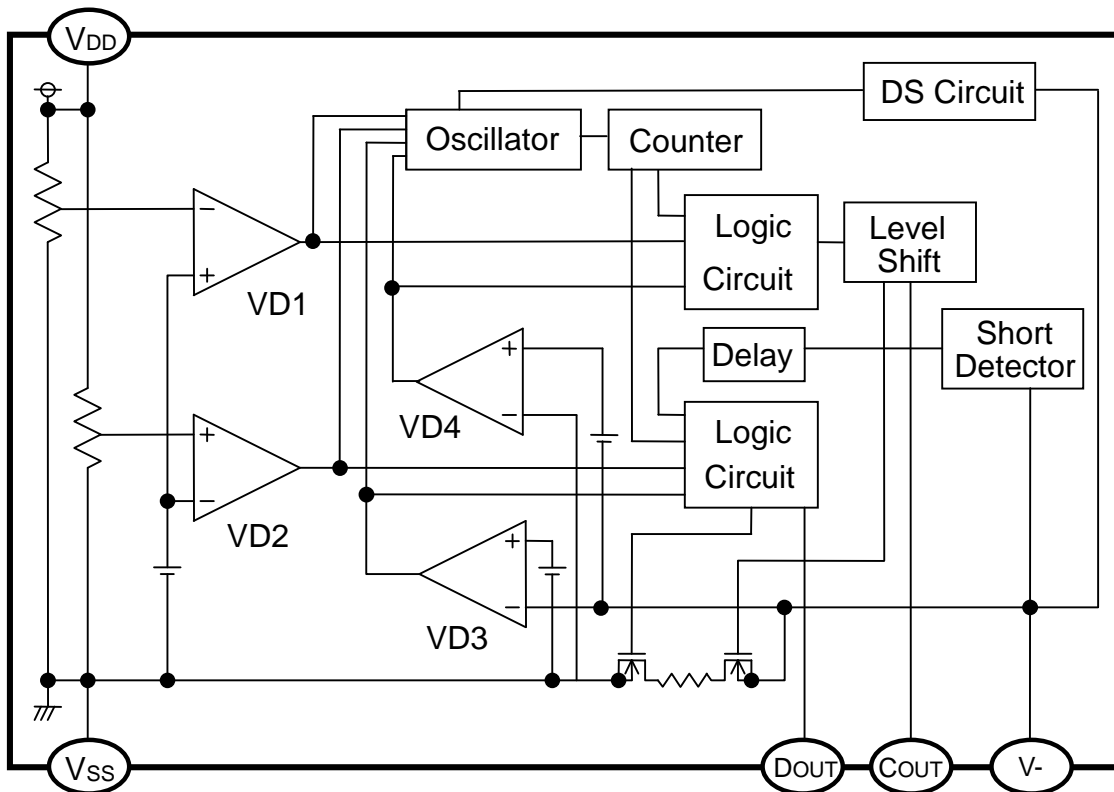 VDD
DS Circuit
Oscillator
Counter
Logic
Circuit
Level
Shift
−
+
VD1
Short
Detector
Delay
+
−
VD4
Logic
Circuit
+
−
VD2
+
−
VD3
VSS
DOUT
COUT
V-